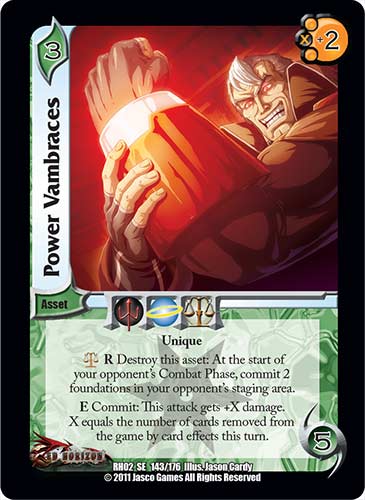 3
+2
Power Vambraces
Asset
Unique
R Destroy this asset: At the start of
your opponent's Combat Phase, commit 2
foundations in your opponent's staging area.
E Commit: This attack gets +X damage.
X equals the number of cards removed from
the game by card effects this turn.
RED HORIZON
5
RH02 SE 143/176 Illus. Jason Cardy
© 2011 Jasco Games All Rights Reserved